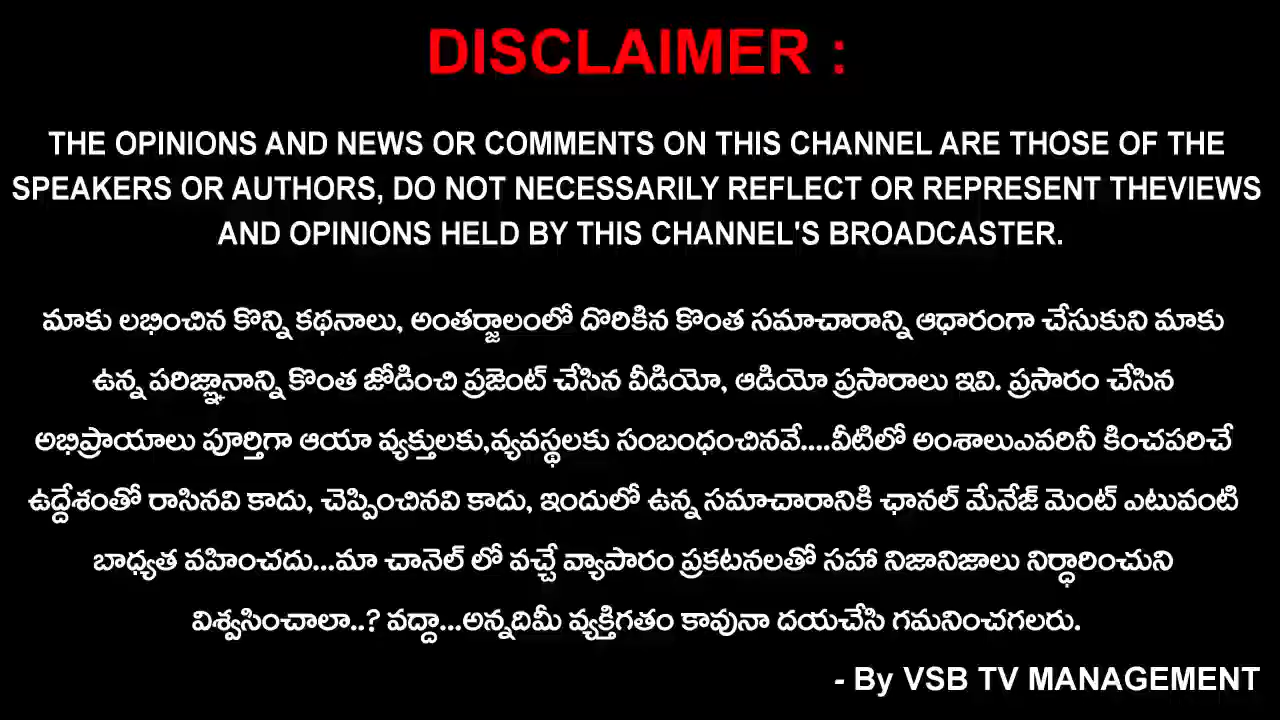 DISCLAIMER :
THE OPINIONS AND NEWS OR COMMENTS ON THIS CHANNEL ARE THOSE OF THE
SPEAKERS OR AUTHORS, DO NOT NECESSARILY REFLECT OR REPRESENT THEVIEWS
AND OPINIONS HELD BY THIS CHANNEL'S BROADCASTER.
మాకు లభించిన కొన్ని కథనాలు, అంతర్జాలంలో దొరికిన కొంత సమాచారాన్ని ఆధారంగా చేసుకుని మాకు
ఉన్న పరిజ్ఞానాన్ని కొంత జోడించి ప్రజెంట్ చేసిన వీడియో, ఆడియో ప్రసారాలు ఇవి. ప్రసారం చేసిన
అభిప్రాయాలు పూర్తిగా ఆయా వ్యక్తులకు,వ్యవస్థలకు సంబంధించినవే....వీటిలో అంశాలుఎవరినీ కించపరిచే
ఉద్దేశంతో రాసినవి కాదు, చెప్పించినవి కాదు, ఇందులో ఉన్న సమాచారానికి ఛానల్ మేనేజ్ మెంట్ ఎటువంటి
బాధ్యత వహించదు...మా చానెల్ లో వచ్చే వ్యాపారం ప్రకటనలతో సహా నిజానిజాలు నిర్ధారించుని
విశ్వసించాలా..? వద్దా...అన్నదిమీ వ్యక్తిగతం కావునా దయచేసి గమనించగలరు.
- By VSB TV MANAGEMENT